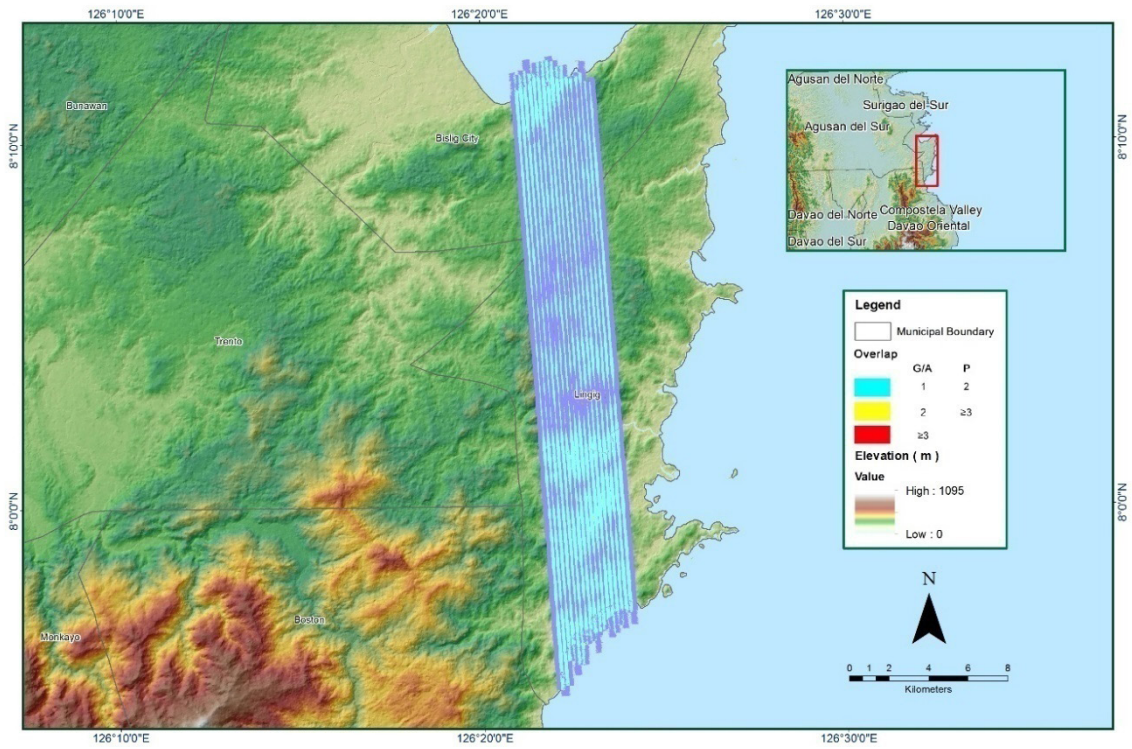 126°10'0"E
126°20'0"E
126°30'0"E
8°10'0"N
8°10'0"N
8°0'0"N
8°0'0"N
Bunawan
Bislig City
Trento
Lingig
Boston
Monkayo
Agusan del Norte
Surigao del Sur
Agusan del Sur
Davao del Norte
Compostela Valley
Davao Oriental
Davao del Sur
Legend
Municipal Boundary
Overlap
G/A P
1 2
2 ≥3
≥3
Elevation ( m )
Value
High : 1095
Low : 0
N
0 1 2 4 6 8
Kilometers
126°10'0"E
126°20'0"E
126°30'0"E